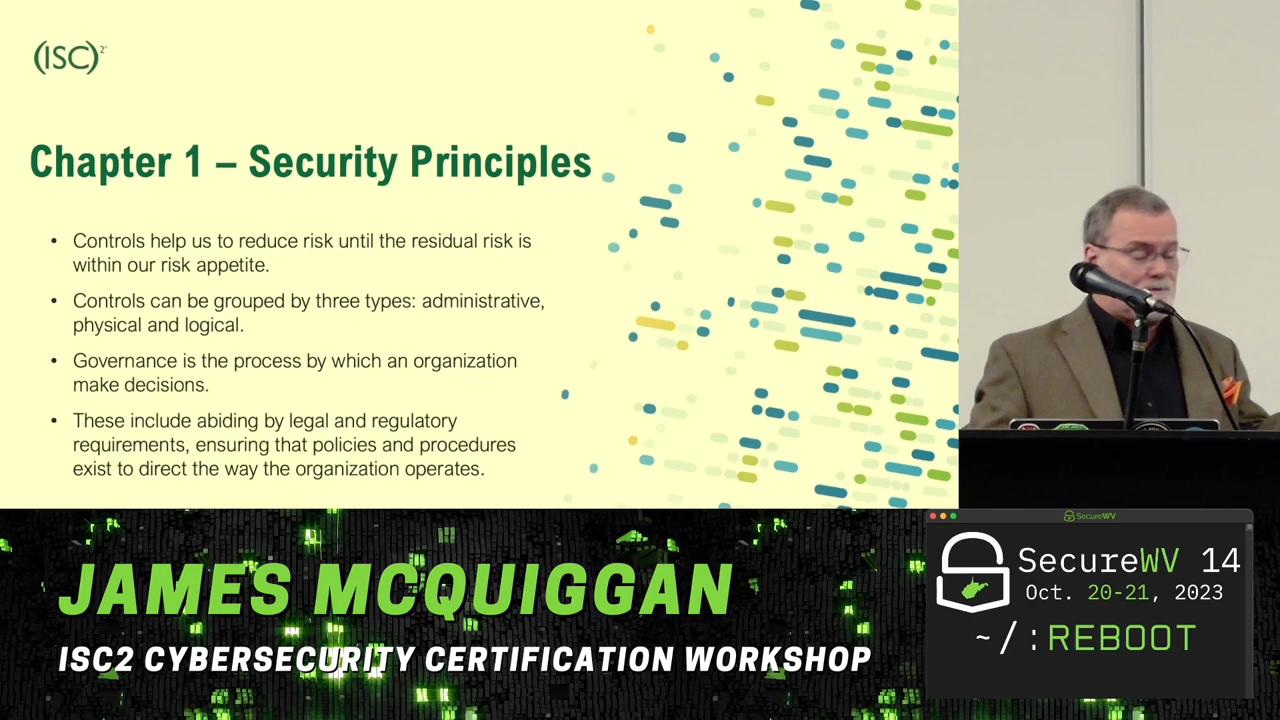 (ISC)²
Chapter 1 – Security Principles
• Controls help us to reduce risk until the residual risk is
within our risk appetite.
• Controls can be grouped by three types: administrative,
physical and logical.
• Governance is the process by which an organization
make decisions.
• These include abiding by legal and regulatory
requirements, ensuring that policies and procedures
exist to direct the way the organization operates.
JAMES MCQUIGGAN
ISC2 CYBERSECURITY CERTIFICATION WORKSHOP
SecureWV
SecureWV 14
Oct. 20-21, 2023
~/:REBOOT